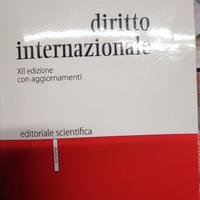 diritto
internazionale
XII edizione
con aggiornamenti
editoriale scientifica